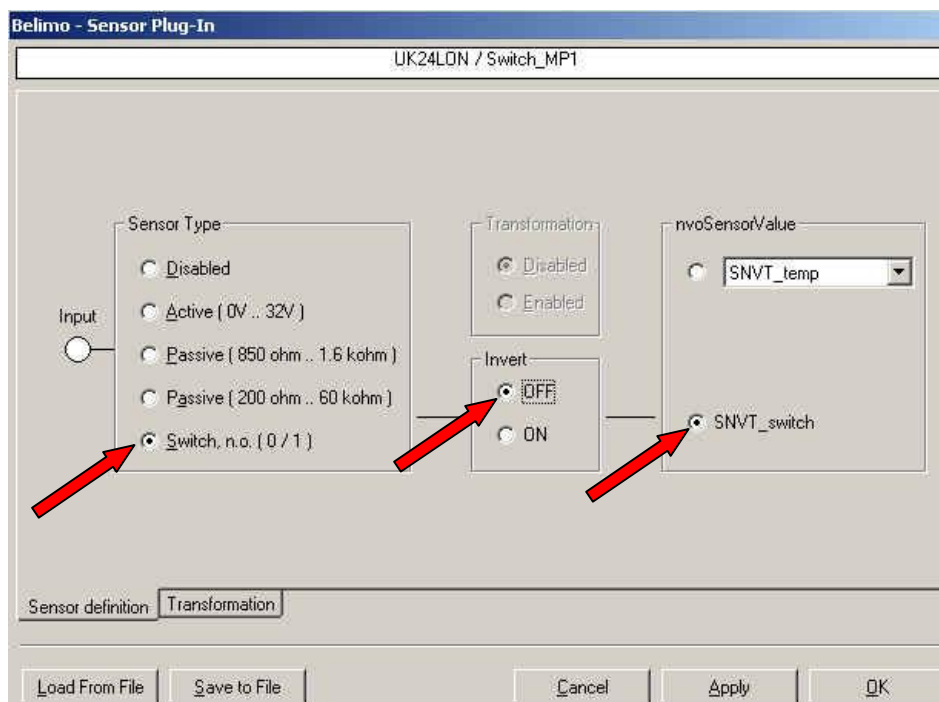 Belimo - Sensor Plug-In
UK24LON / Switch_MP1
Sensor Type
Disabled
Active ( 0V .. 32V )
Passive ( 850 ohm .. 1.6 kohm )
Passive ( 200 ohm .. 60 kohm )
Switch, n.o. ( 0 / 1 )
Input
Transformation
Disabled
Enabled
Invert
OFF
ON
nvoSensorValue
SNVT_temp
SNVT_switch
Sensor definition
Transformation
Load From File
Save to File
Cancel
Apply
OK